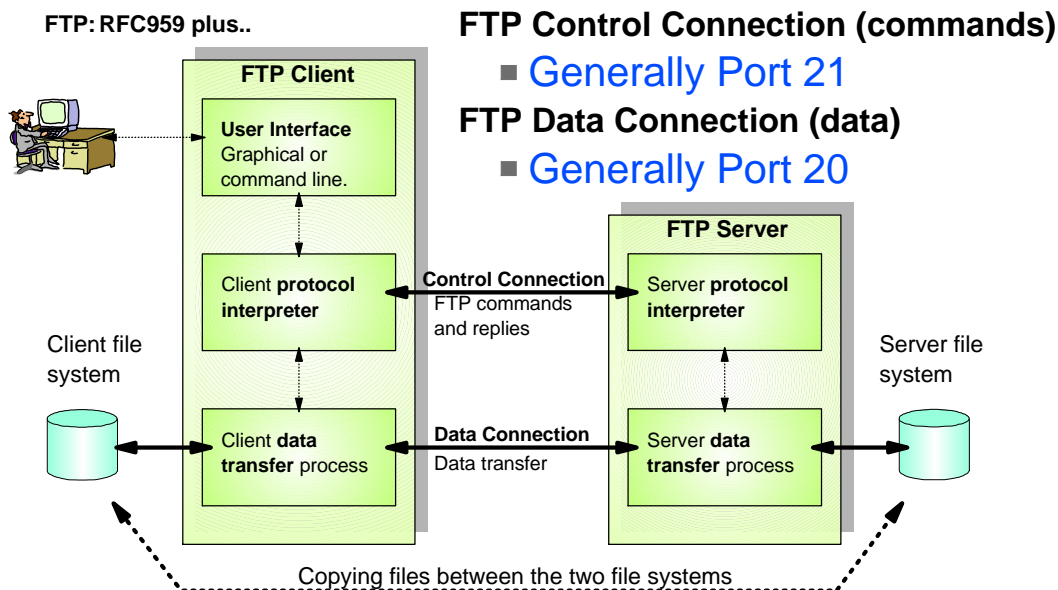 FTP: RFC959 plus..
FTP Control Connection (commands)
Generally Port 21
FTP Data Connection (data)
Generally Port 20
FTP Client
User Interface
Graphical or
command line.
FTP Server
Client protocol
interpreter
Control Connection
FTP commands
and replies
Server protocol
interpreter
Client file
system
Server file
system
Client data
transfer process
Data Connection
Data transfer
Server data
transfer process
Copying files between the two file systems